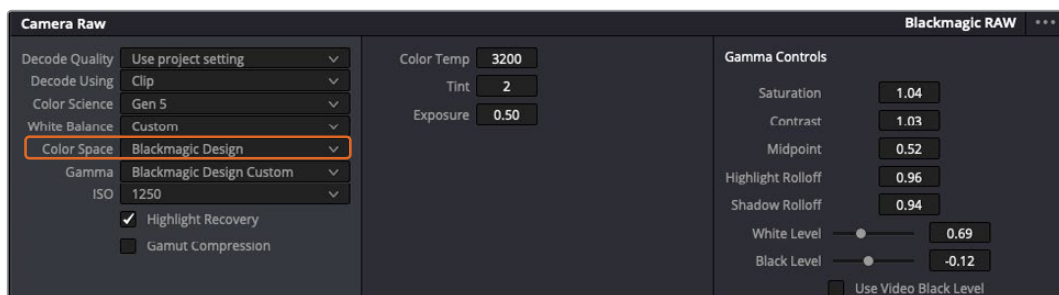 Camera Raw
Blackmagic RAW
Decode Quality Use project setting
Decode Using Clip
Color Science Gen 5
White Balance Custom
Color Space Blackmagic Design
Gamma Blackmagic Design Custom
ISO 1250
Highlight Recovery
Gamut Compression
Color Temp 3200
Tint 2
Exposure 0.50
Gamma Controls
Saturation 1.04
Contrast 1.03
Midpoint 0.52
Highlight Rolloff 0.96
Shadow Rolloff 0.94
White Level 0.69
Black Level -0.12
Use Video Black Level